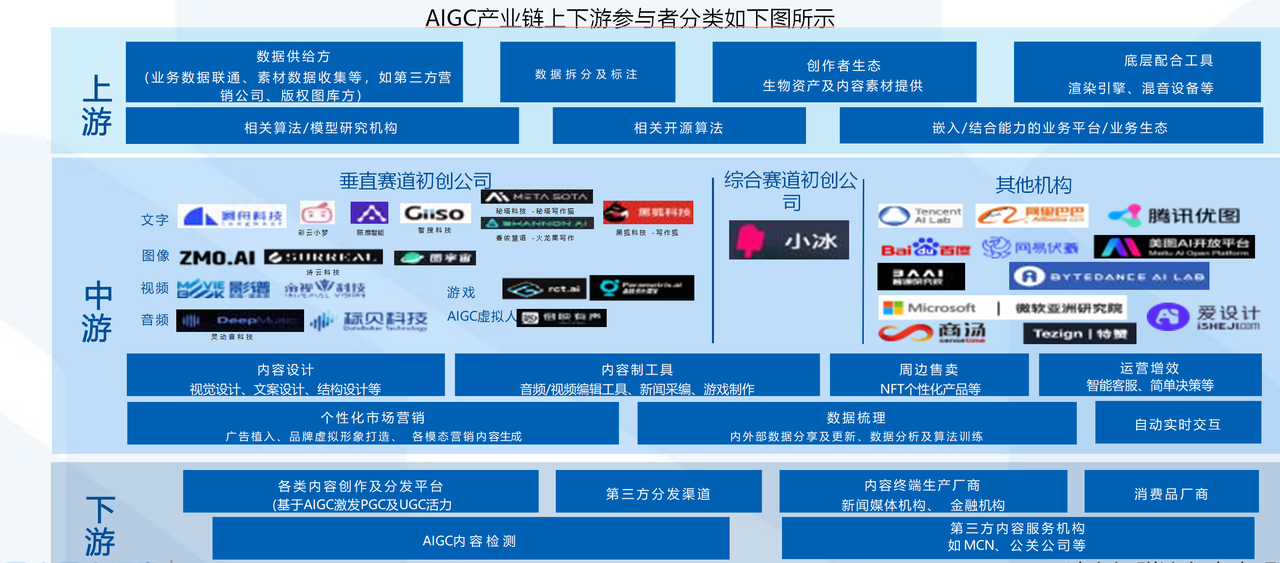 AIGC产业链上下游参与者分类如下图所示
上游
数据供给方
(业务数据联通、素材数据收集等，如第三方营
销公司、版权图库方)
数据拆分及标注
创作者生态
生物资产及内容素材提供
底层配合工具
渲染引擎、混音设备等
相关算法/模型研究机构
相关开源算法
嵌入/结合能力的业务平台/业务生态
中游
垂直赛道初创公司
文字
彩云小梦
Giiso
智搜科技
META SOTA
秘塔科技 -秘塔写作猫
SHANNON AI
香侬慧语 -火龙果写作
黑狐科技
黑狐科技 -写作狐
图像
ZMO.AI
SURREAL
诗云科技
图宇宙
视频
MOVIE 影谱
科技
音频
DeepMusic
灵动音科技
标贝科技
DataBaker Technology
游戏
rct.ai
Parametrix.ai
超参数
AIGC虚拟人
倒映有声
综合赛道初创公
司
小冰
其他机构
Tencent
AI Lab
阿里巴巴
腾讯优图
Bai 百度
网易伏羲
美图AI开放平台
Meitu AI Open Platform
BAAI
智源研究院
BYTEDANCE AI LAB
Microsoft | 微软亚洲研究院
商汤
sensetime
Tezign | 特赞
爱设计
iSHEJI.com
内容设计
视觉设计、文案设计、结构设计等
内容制工具
音频/视频编辑工具、新闻采编、游戏制作
周边售卖
NFT个性化产品等
运营增效
智能客服、简单决策等
个性化市场营销
广告植入、品牌虚拟形象打造、 各模态营销内容生成
数据梳理
内外部数据分享及更新、数据分析及算法训练
自动实时交互
下游
各类内容创作及分发平台
(基于AIGC激发PGC及UGC活力
第三方分发渠道
内容终端生产厂商
新闻媒体机构、 金融机构
消费品厂商
AIGC内容检测
第三方内容服务机构
如MCN、公关公司等